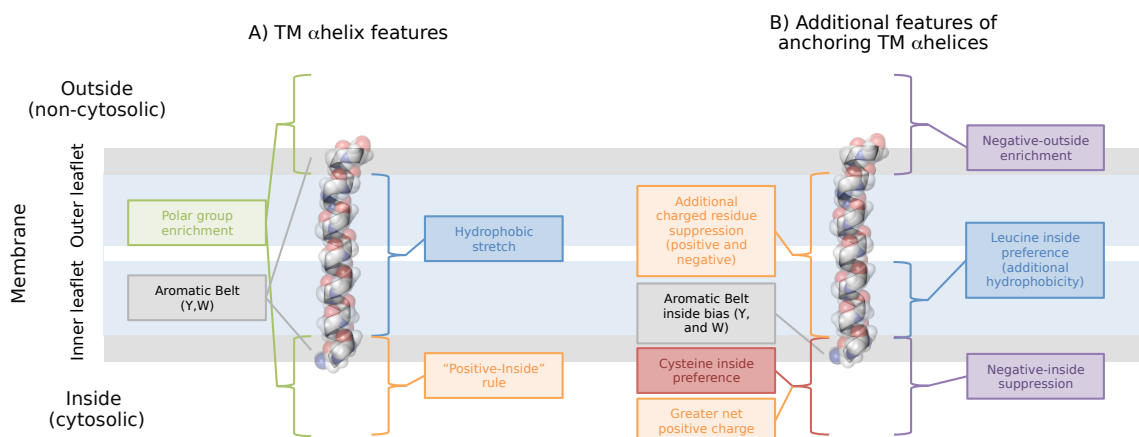 A) TM αhelix features
B) Additional features of
anchoring TM αhelices
Outside
(non-cytosolic)
Membrane
Outer leaflet
Inner leaflet
Inside
(cytosolic)
Polar group
enrichment
Aromatic Belt
(Y,W)
Hydrophobic
stretch
“Positive-Inside”
rule
Additional
charged residue
suppression
(positive and
negative)
Aromatic Belt
inside bias (Y,
and W)
Cysteine inside
preference
Greater net
positive charge
Negative-outside
enrichment
Leucine inside
preference
(additional
hydrophobicity)
Negative-inside
suppression